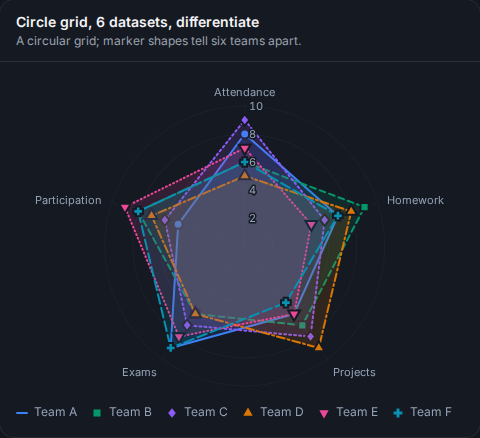 Circle grid, 6 datasets, differentiate
A circular grid; marker shapes tell six teams apart.
Attendance
10
8
6
4
2
Participation
Homework
Exams
Projects
Team A
Team B
Team C
Team D
Team E
Team F